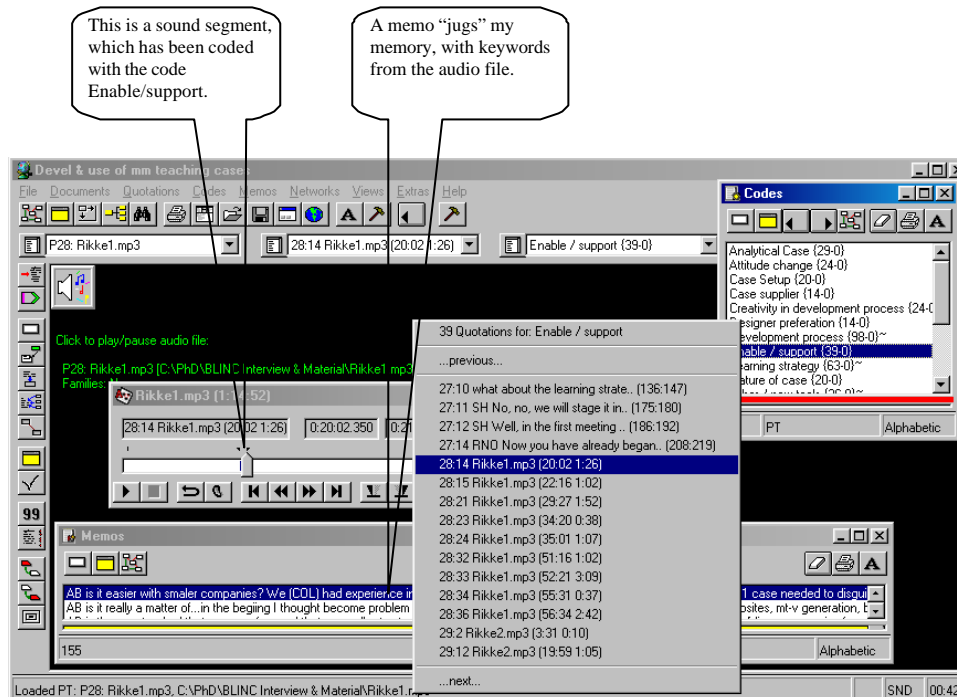 This is a sound segment,
which has been coded
with the code
Enable/support.
A memo “jugs” my
memory, with keywords
from the audio file.
Devel & use of mm teaching cases
File Documents Quotations Codes Memos Networks Views Extras Help
P28: Rikke1.mp3
28:14 Rikke1.mp3 (20:02 1:26)
Enable / support {39-0}
Codes
Analytical Case {29-0}
Attitude change {24-0}
Case Setup {20-0}
Case supplier {14-0}
Creativity in development process {24-0
Designer preferation {14-0}
Development process {98-0}~
Enable / support {39-0}
Learning strategy {63-0}~
Nature of case {20-0}
PT
Alphabetic
Click to play/pause audio file:
P28: Rikke1.mp3 [C:\PhD\BLINC Interview & Material\Rikke1.mp3
Families:
Rikke1.mp3 (1:14:52)
28:14 Rikke1.mp3 (20:02 1:26)
0:20:02.350
0:21
39 Quotations for: Enable / support
...previous...
27:10 what about the learning strate.. (136:147)
27:11 SH No, no, we will stage it in.. (175:180)
27:12 SH Well, in the first meeting .. (186:192)
27:14 RNO Now you have already began.. (208:219)
28:14 Rikke1.mp3 (20:02 1:26)
28:15 Rikke1.mp3 (22:16 1:02)
28:21 Rikke1.mp3 (29:27 1:52)
28:23 Rikke1.mp3 (34:20 0:38)
28:24 Rikke1.mp3 (35:01 1:07)
28:32 Rikke1.mp3 (51:16 1:02)
28:33 Rikke1.mp3 (52:21 3:09)
28:34 Rikke1.mp3 (55:31 0:37)
28:36 Rikke1.mp3 (56:34 2:42)
29:2 Rikke2.mp3 (3:31 0:10)
29:12 Rikke2.mp3 (19:59 1:05)
...next...
99
Memos
AB is it easier with smaler companies? We (COL) had experience in 1 case needed to disgui
AB is it really a matter of...in the begiing I thought become problem osites, mt-v generation,
155
Alphabetic
Loaded PT: P28: Rikke1.mp3, C:\PhD\BLINC Interview & Material\Rikke1.m
SND
00:42